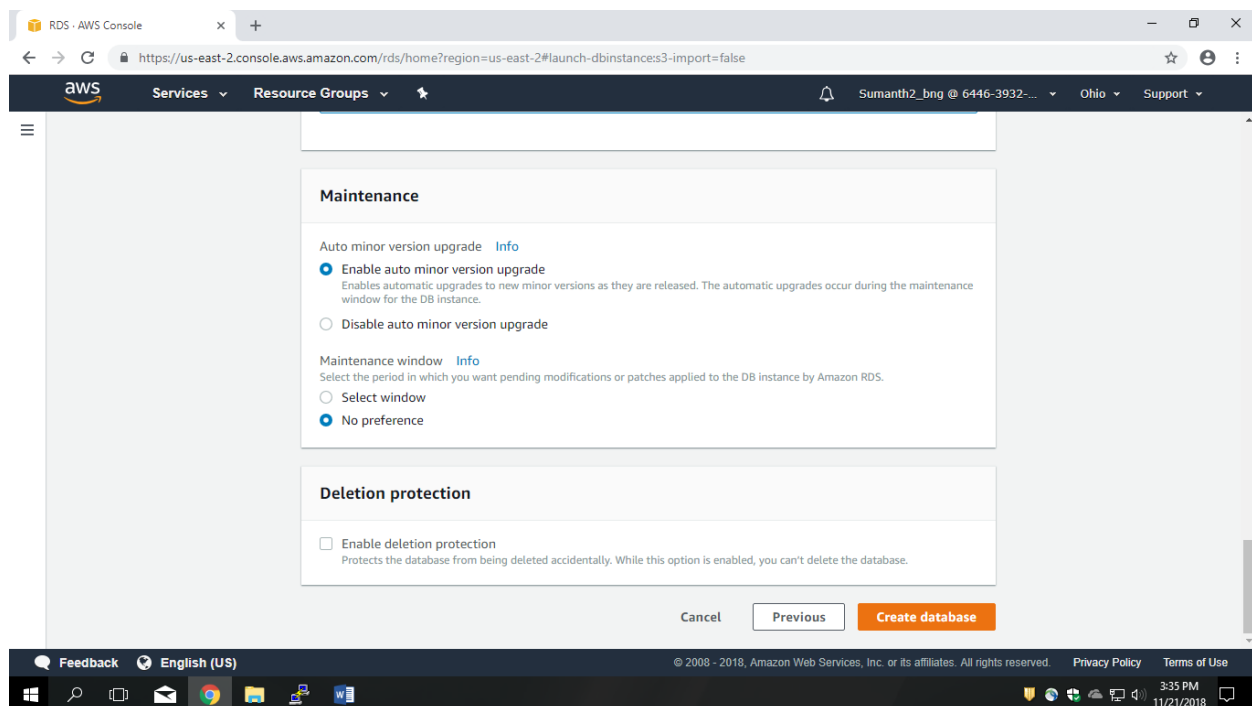 RDS · AWS Console
https://us-east-2.console.aws.amazon.com/rds/home?region=us-east-2#launch-dbinstance:s3-import=false
aws Services Resource Groups Sumanth2_bng @ 6446-3932-... Ohio Support
Maintenance
Auto minor version upgrade Info
Enable auto minor version upgrade
Enables automatic upgrades to new minor versions as they are released. The automatic upgrades occur during the maintenance
window for the DB instance.
Disable auto minor version upgrade
Maintenance window Info
Select the period in which you want pending modifications or patches applied to the DB instance by Amazon RDS.
Select window
No preference
Deletion protection
Enable deletion protection
Protects the database from being deleted accidentally. While this option is enabled, you can't delete the database.
Cancel Previous Create database
Feedback English (US) © 2008 - 2018, Amazon Web Services, Inc. or its affiliates. All rights reserved. Privacy Policy Terms of Use
3:35 PM
11/21/2018